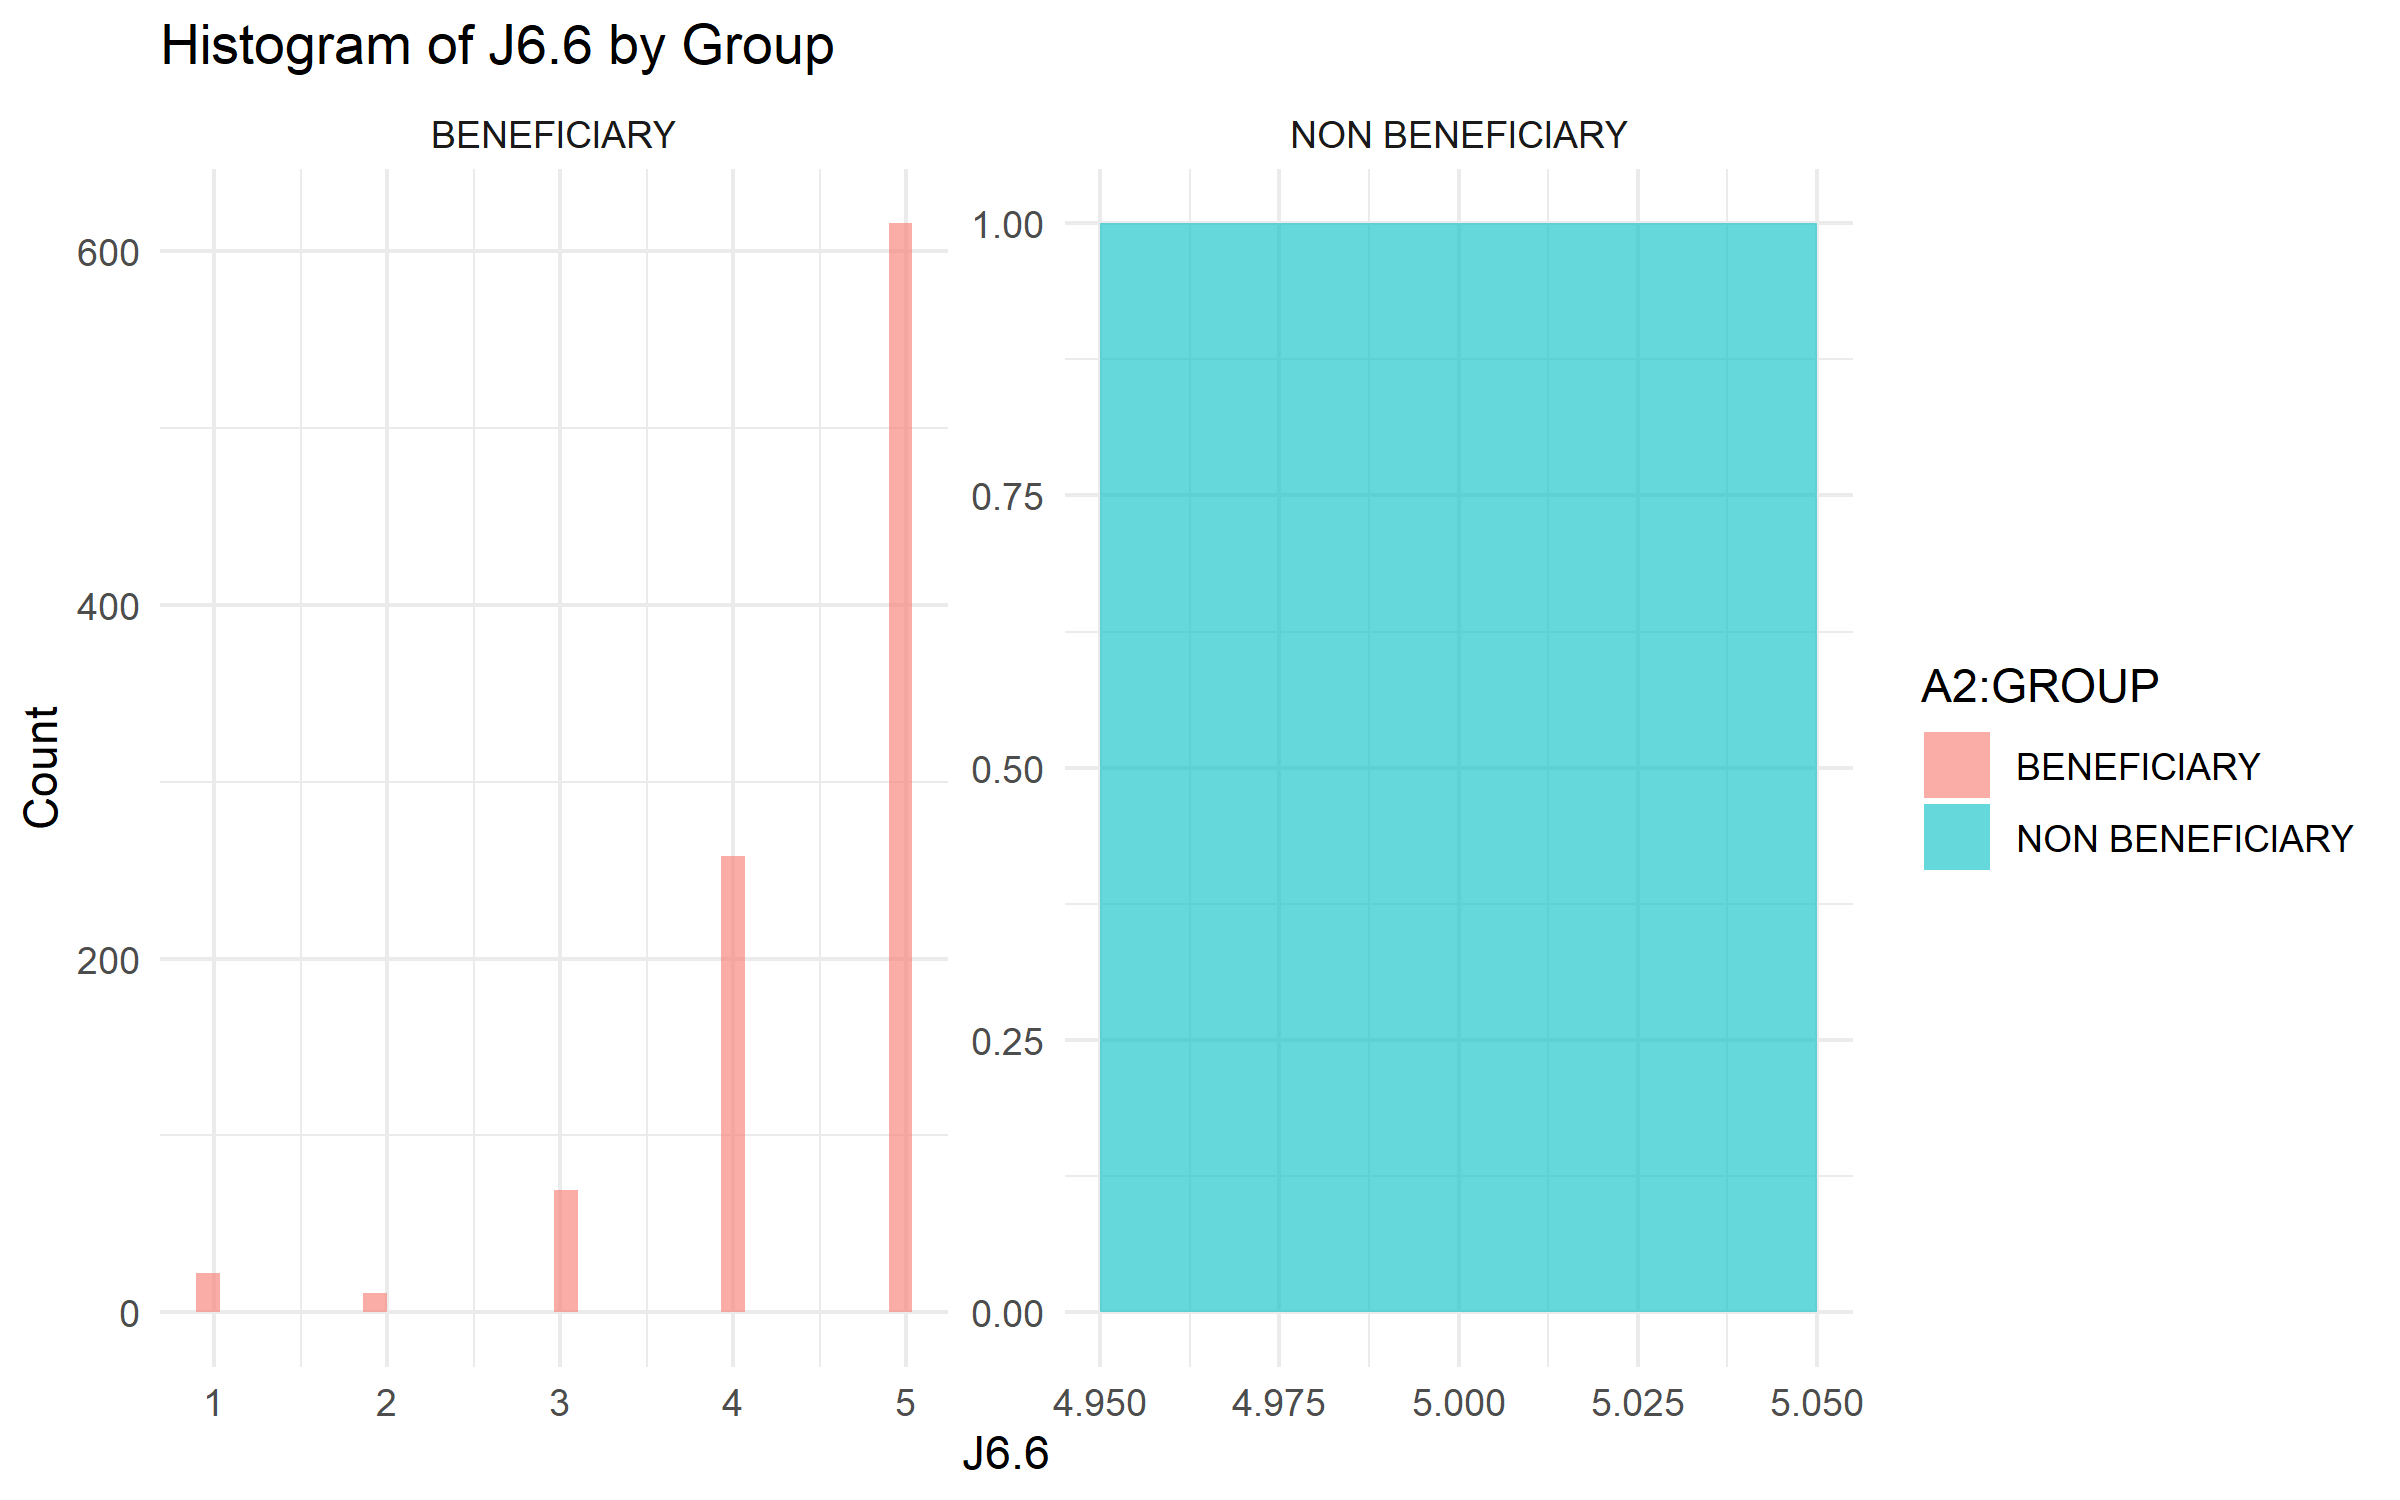 Histogram of J6.6 by Group
BENEFICIARY
NON BENEFICIARY
Count
600
400
200
0
1.00
0.75
0.50
0.25
0.00
1 2 3 4 5
4.950 4.975 5.000 5.025 5.050
J6.6
A2:GROUP
BENEFICIARY
NON BENEFICIARY